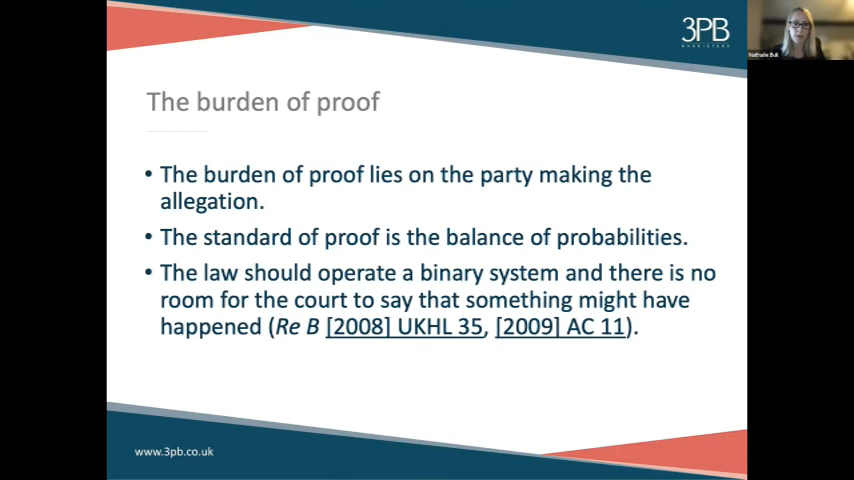 3PB
BARRISTERS
Nathalie Bull
The burden of proof
• The burden of proof lies on the party making the
allegation.
• The standard of proof is the balance of probabilities.
• The law should operate a binary system and there is no
room for the court to say that something might have
happened (Re B [2008] UKHL 35, [2009] AC 11).
www.3pb.co.uk